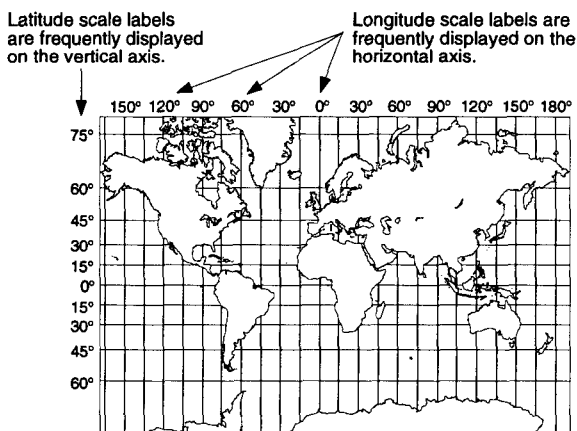 Latitude scale labels
are frequently displayed
on the vertical axis.
Longitude scale labels are
frequently displayed on the
horizontal axis.
150° 120° 90° 60° 30° 0° 30° 60° 90° 120° 150° 180°
75°
60°
45°
30°
15°
0°
15°
30°
45°
60°